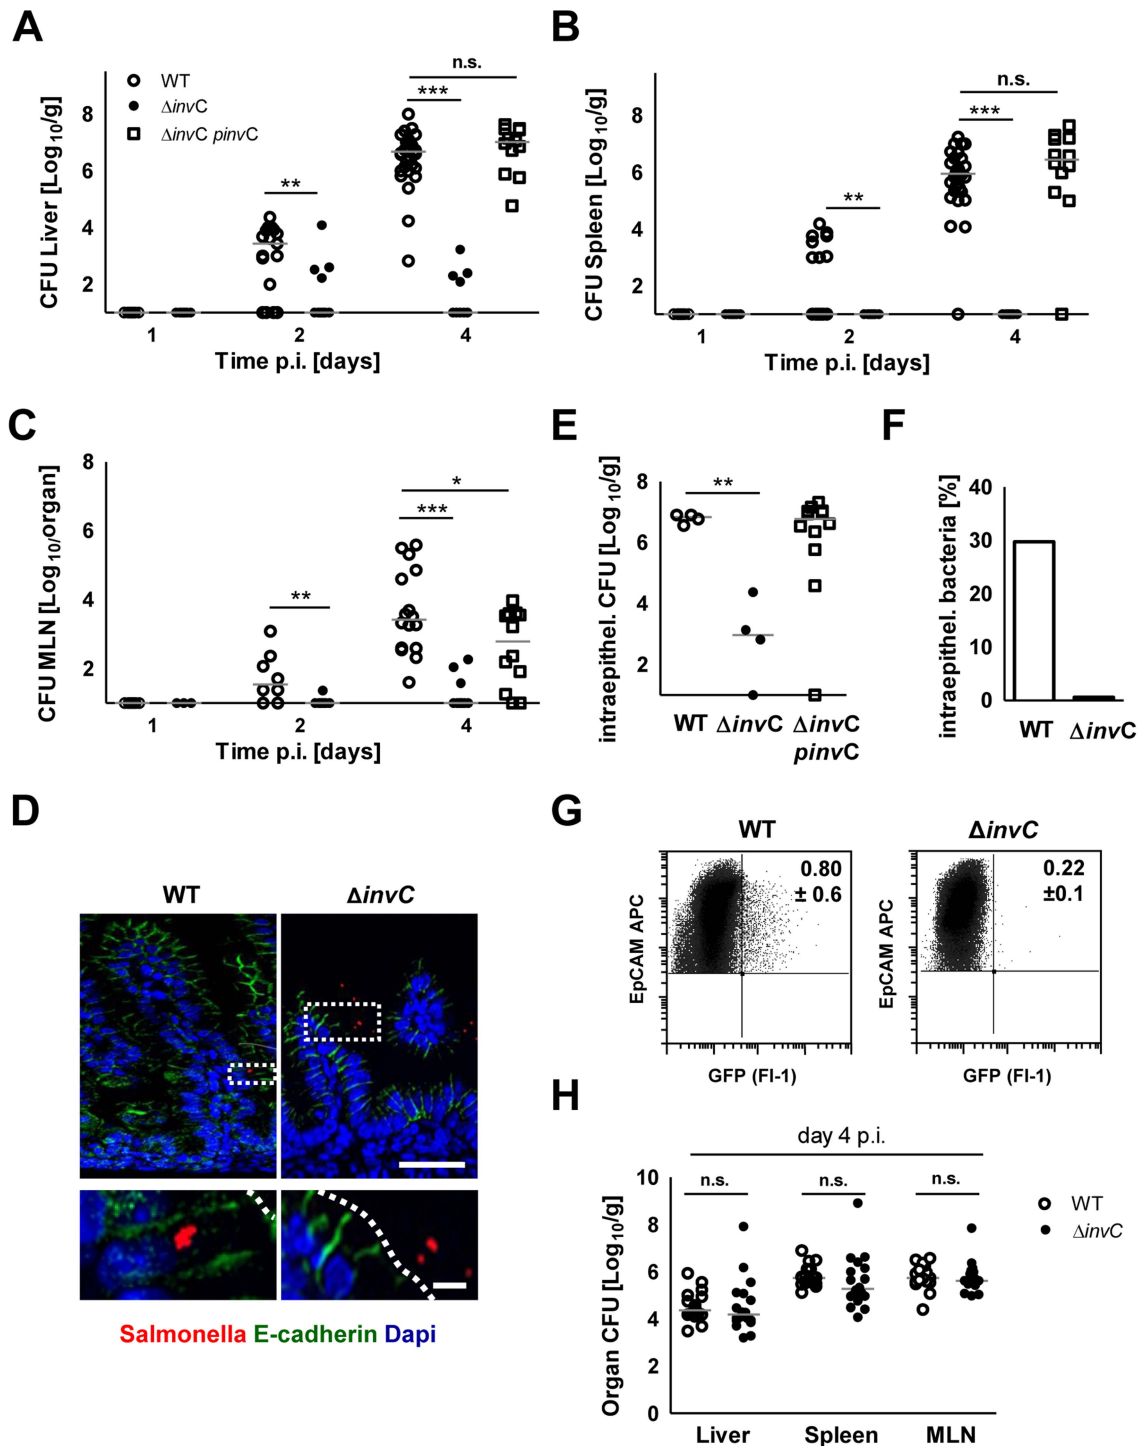 A
CFU Liver [Log10/g]
8
6
4
2
WT
ΔinvC
ΔinvC pinvC
**
***
n.s.
1
2
4
Time p.i. [days]
B
CFU Spleen [Log10/g]
8
6
4
2
**
***
n.s.
1
2
4
Time p.i. [days]
C
CFU MLN [Log10/organ]
8
6
4
2
**
***
*
1
2
4
Time p.i. [days]
E
intraepithel. CFU [Log10/g]
8
6
4
2
**
WT ΔinvC ΔinvC
pinvC
F
intraepithel. bacteria [%]
40
30
20
10
0
WT ΔinvC
D
WT ΔinvC
Salmonella E-cadherin Dapi
G
WT
ΔinvC
EpCAM APC
0.80
± 0.6
GFP (FI-1)
EpCAM APC
0.22
±0.1
GFP (FI-1)
H
day 4 p.i.
Organ CFU [Log10/g]
10
8
6
4
2
0
n.s.
n.s.
n.s.
WT
ΔinvC
Liver Spleen MLN